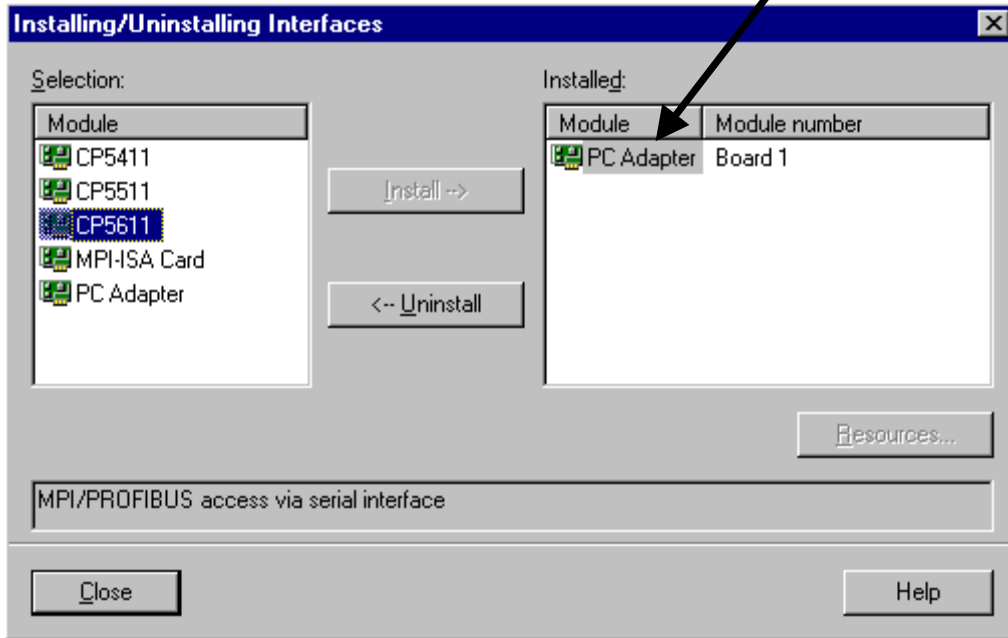 Installing/Uninstalling Interfaces
Selection:
Module
CP5411
CP5511
CP5611
MPI-ISA Card
PC Adapter
Install -->
<-- Uninstall
Installed:
Module Module number
PC Adapter Board 1
Resources...
MPI/PROFIBUS access via serial interface
Close
Help